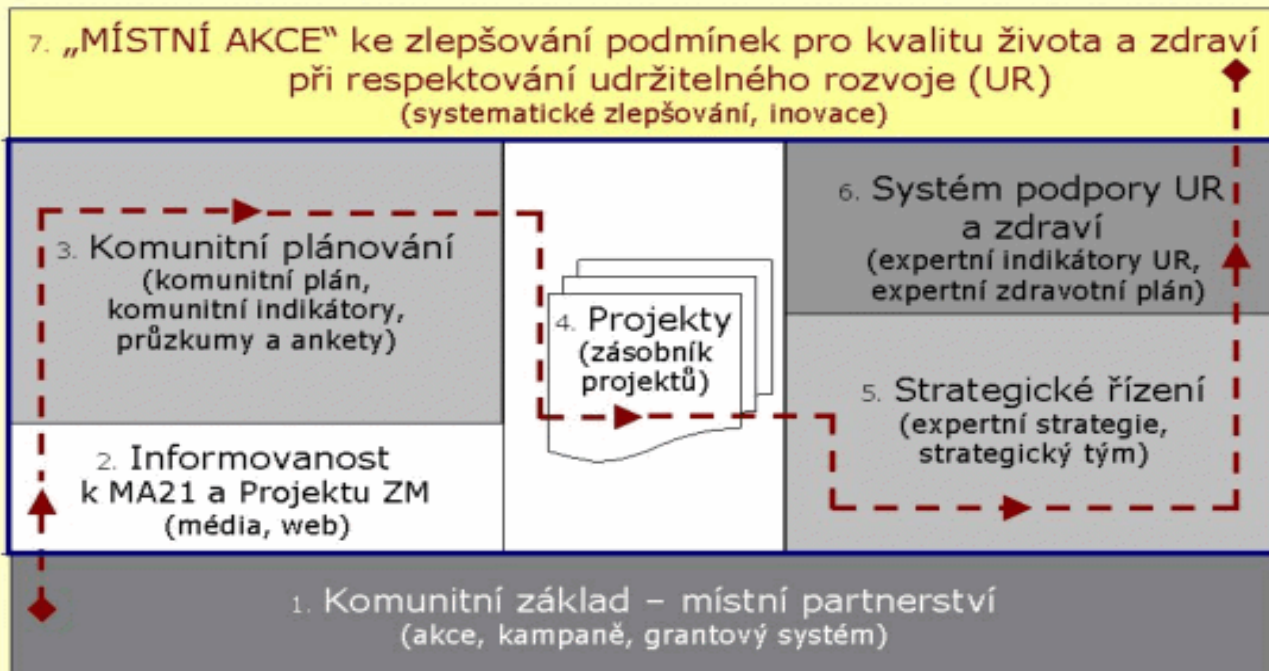 7. „MÍSTNÍ AKCE“ ke zlepšování podmínek pro kvalitu života a zdraví
při respektování udržitelného rozvoje (UR)
(systematické zlepšování, inovace)
3. Komunitní plánování
(komunitní plán,
komunitní indikátory,
průzkumy a ankety)
2. Informovanost
k MA21 a Projektu ZM
(média, web)
4. Projekty
(zásobník
projektů)
6. Systém podpory UR
a zdraví
(expertní indikátory UR,
expertní zdravotní plán)
5. Strategické řízení
(expertní strategie,
strategický tým)
1. Komunitní základ – místní partnerství
(akce, kampaně, grantový systém)